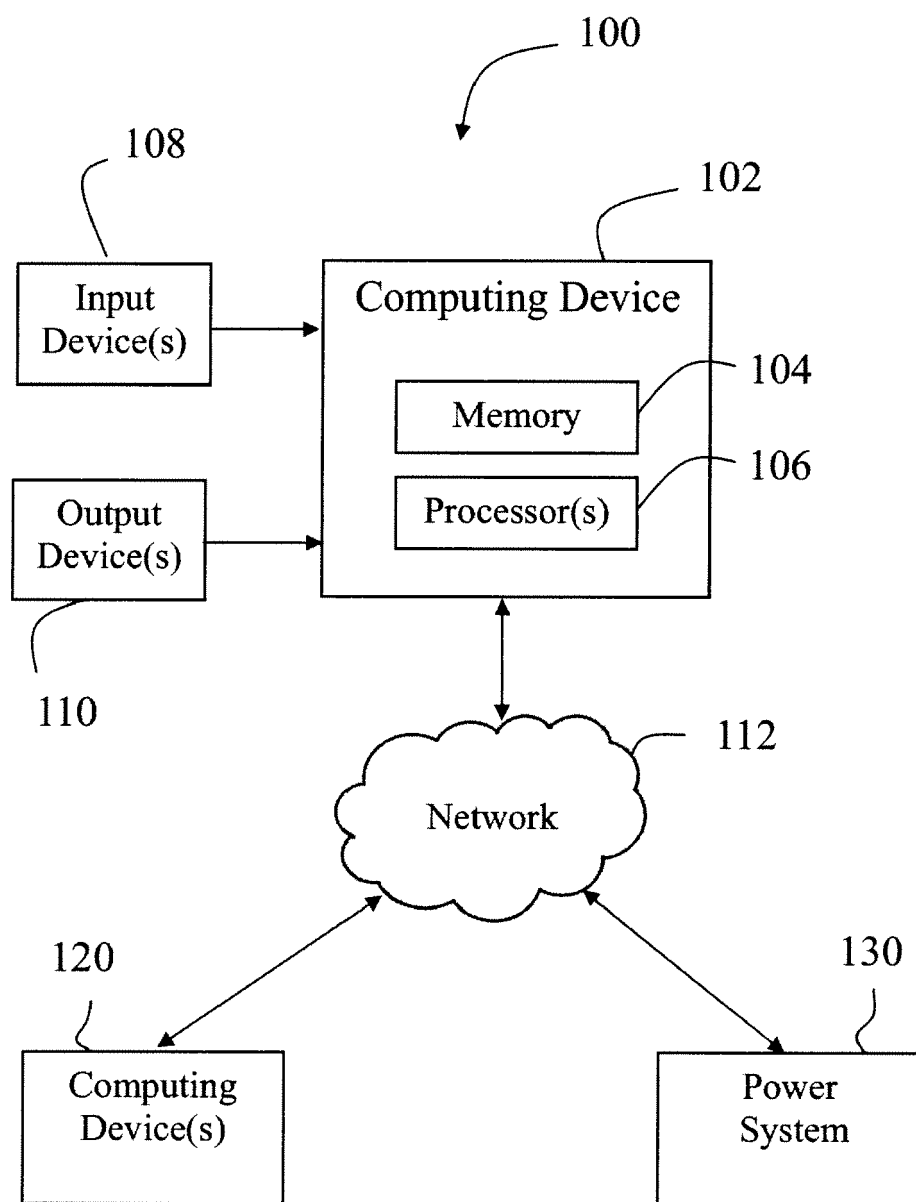 100
108
102
Input
Device(s)
Computing Device
104
Memory
106
Output
Device(s)
Processor(s)
110
112
Network
120
130
Computing
Device(s)
Power
System